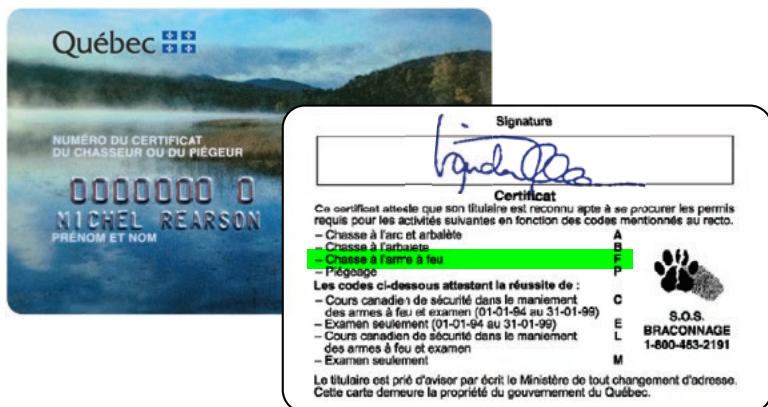 Québec
NUMÉRO DU CERTIFICAT
DU CHASSEUR OU DU PIÉGEUR
0000000 0
MICHEL REARSON
PRÉNOM ET NOM
Signature
Certificat
Ce certificat atteste que son titulaire est reconnu apte à se procurer les permis
requis pour les activités suivantes en fonction des codes mentionnés au recto.
– Chasse à l'arc et arbalète A
– Chasse à l'arbalète B
– Chasse à l'arme à feu F
– Piégeage P
Les codes ci-dessous attestant la réussite de :
– Cours canadien de sécurité dans le maniement C
des armes à feu et examen (01-01-94 au 31-01-99)
– Examen seulement (01-01-94 au 31-01-99) E
– Cours canadien de sécurité dans le maniement L
des armes à feu et examen
– Examen seulement M
S.O.S.
BRACONNAGE
1-800-463-2191
Le titulaire est prié d'aviser par écrit le Ministère de tout changement d'adresse.
Cette carte demeure la propriété du gouvernement du Québec.